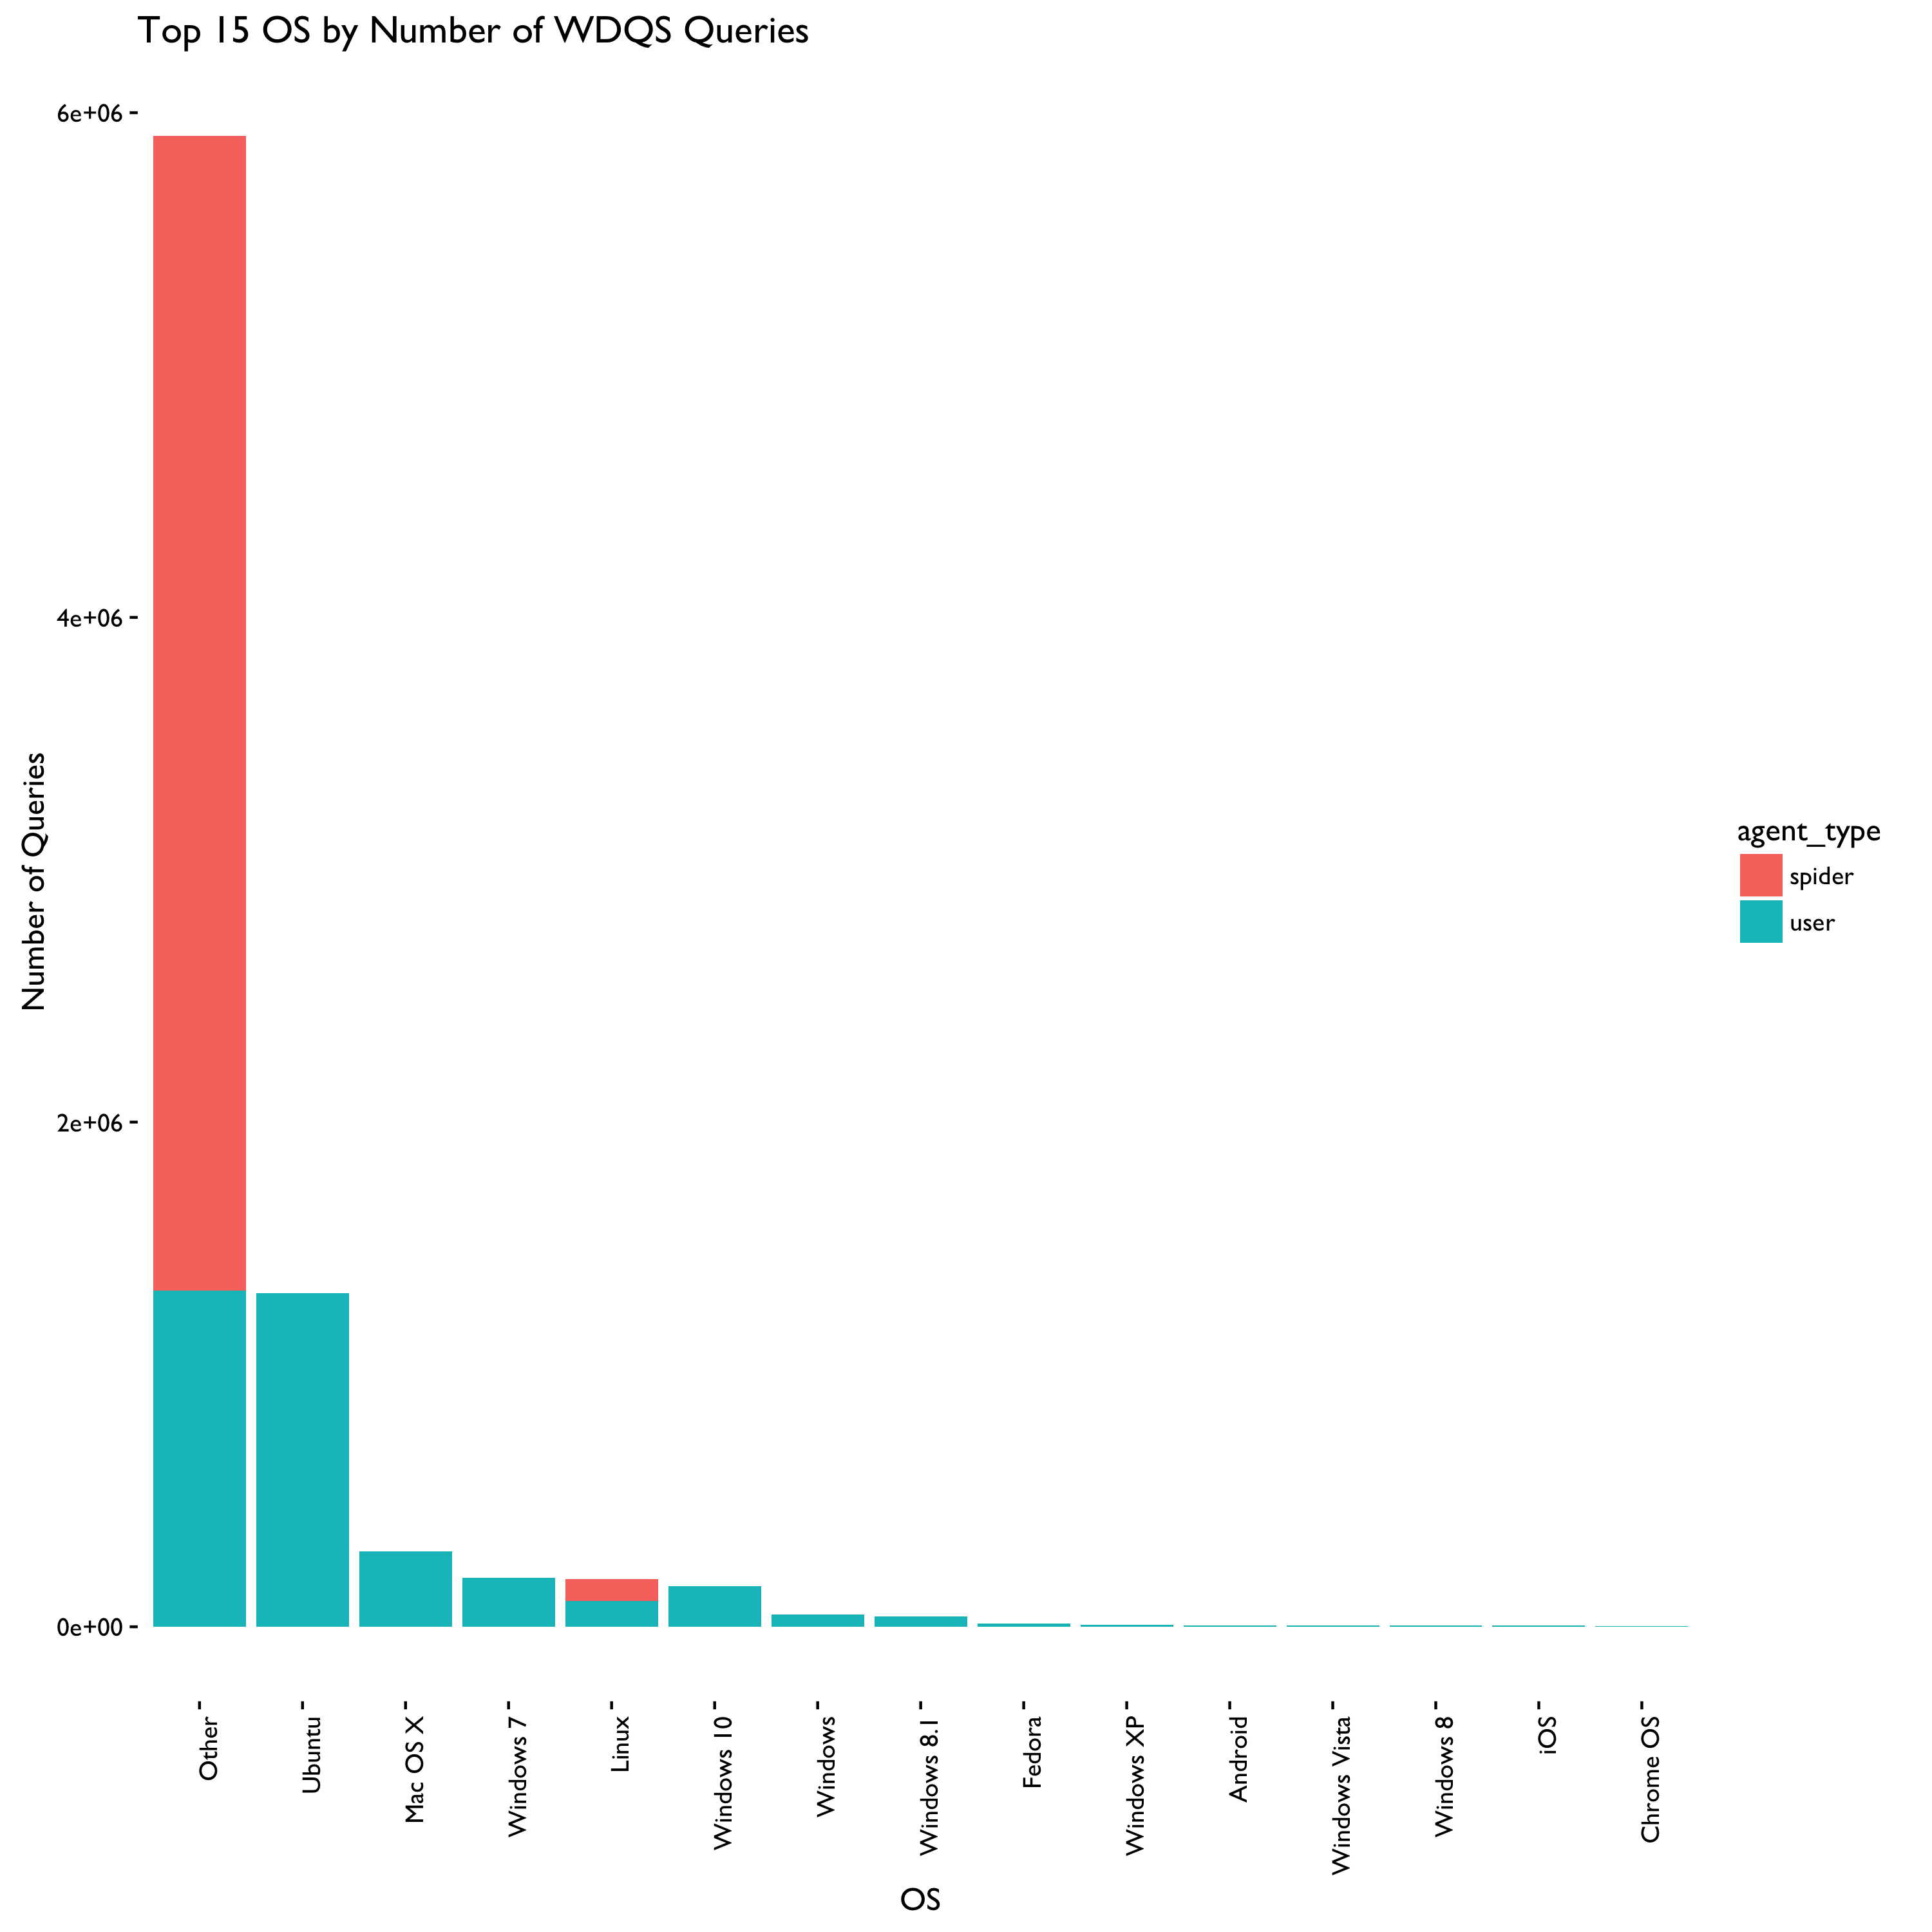 Top 15 OS by Number of WDQS Queries
6e+06
4e+06
2e+06
0e+00
Number of Queries
agent_type
spider
user
Other
Ubuntu
Mac OS X
Windows 7
Linux
Windows 10
Windows
Windows 8.1
Fedora
Windows XP
Android
Windows Vista
Windows 8
iOS
Chrome OS
OS